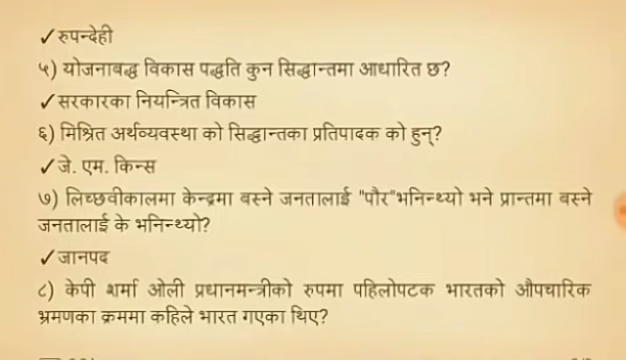 ✓रुपन्देही
५) योजनाबद्ध विकास पद्धति कुन सिद्धान्तमा आधारित छ?
✓सरकारका नियन्त्रित विकास
६) मिश्रित अर्थव्यवस्था को सिद्धान्तका प्रतिपादक को हुन्?
✓जे. एम. किन्स
७) लिच्छवीकालमा केन्द्रमा बस्ने जनतालाई "पौर"भनिन्थ्यो भने प्रान्तमा बस्ने
जनतालाई के भनिन्थ्यो?
✓जानपद
८) केपी शर्मा ओली प्रधानमन्त्रीको रुपमा पहिलोपटक भारतको औपचारिक
भ्रमणका क्रममा कहिले भारत गएका थिए?